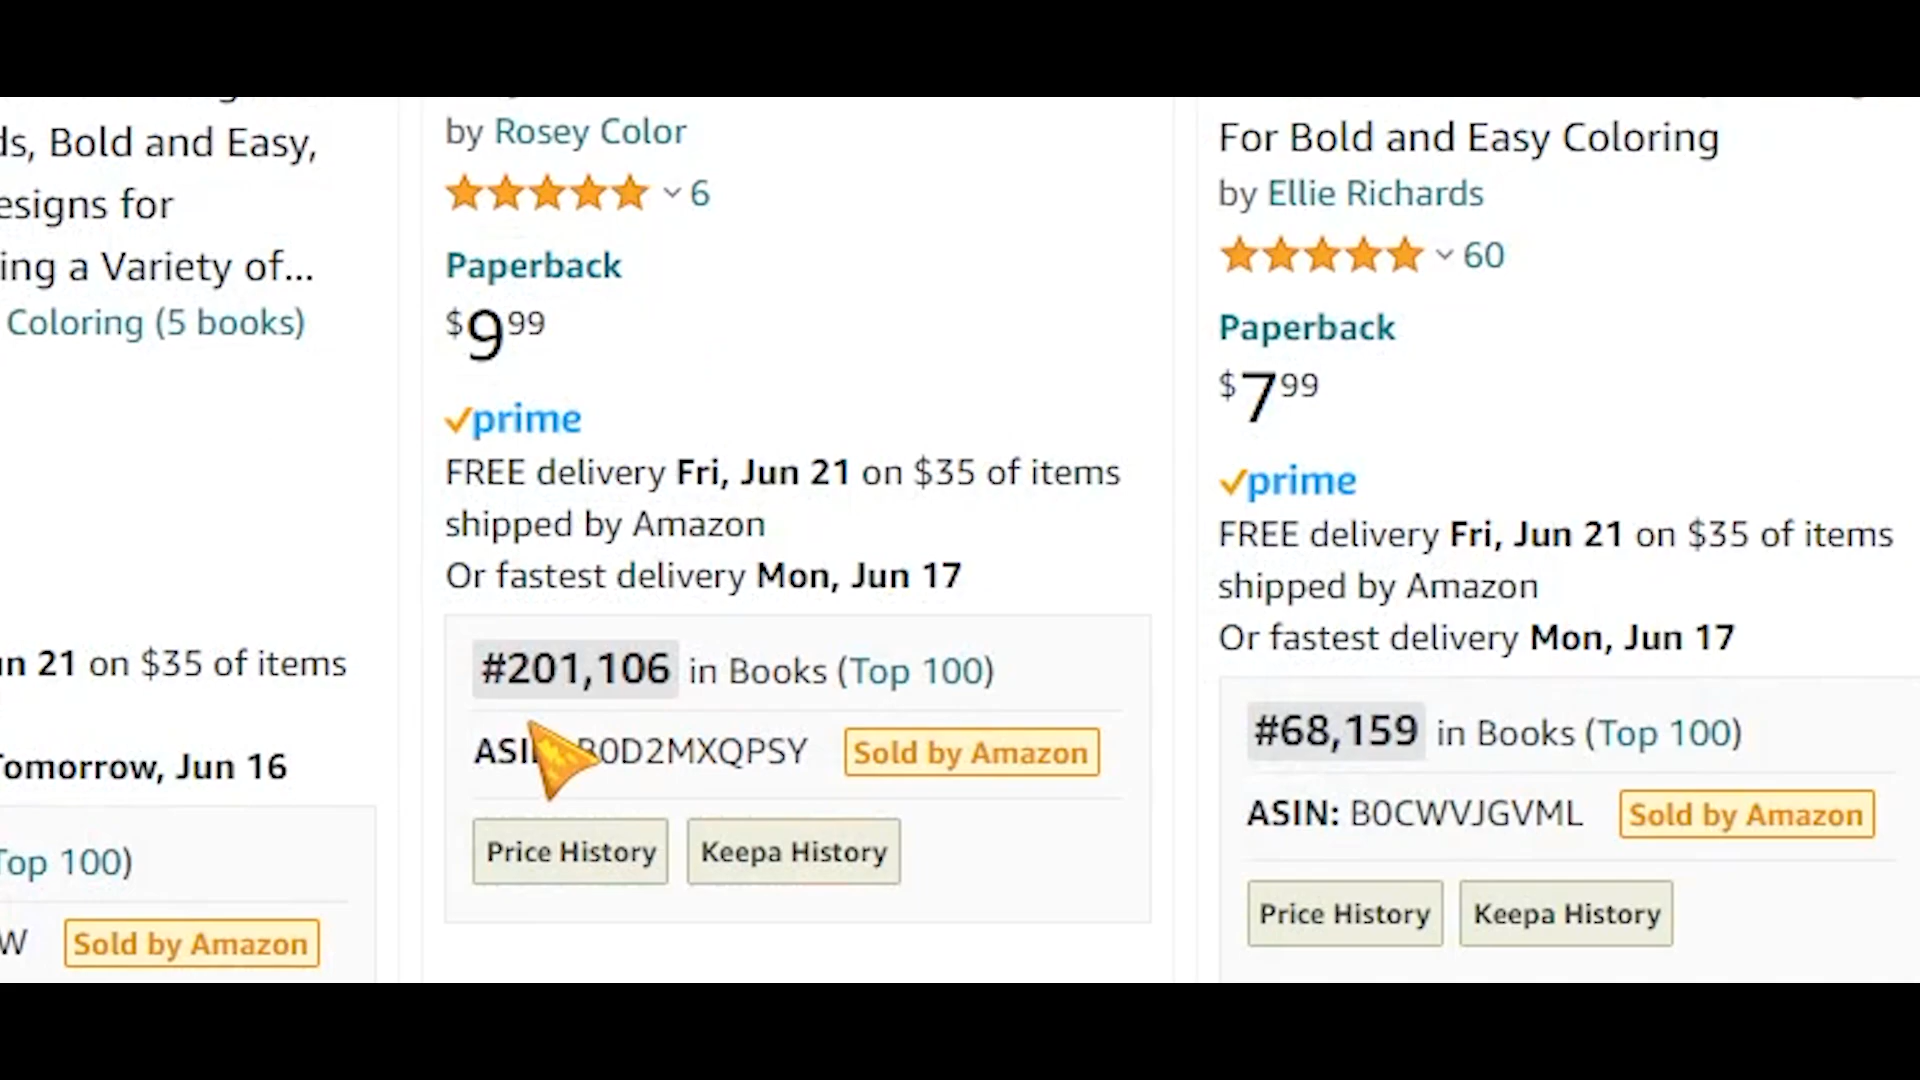 ds, Bold and Easy,
esigns for
ing a Variety of...
Coloring (5 books)
un 21 on $35 of items
Tomorrow, Jun 16
Top 100)
W Sold by Amazon
by Rosey Color
6
Paperback
$9 99
prime
FREE delivery Fri, Jun 21 on $35 of items
shipped by Amazon
Or fastest delivery Mon, Jun 17
#201,106 in Books (Top 100)
ASI B0D2MXQPSY Sold by Amazon
Price History Keepa History
For Bold and Easy Coloring
by Ellie Richards
60
Paperback
$7 99
prime
FREE delivery Fri, Jun 21 on $35 of items
shipped by Amazon
Or fastest delivery Mon, Jun 17
#68,159 in Books (Top 100)
ASIN: B0CWVJGVML Sold by Amazon
Price History Keepa History